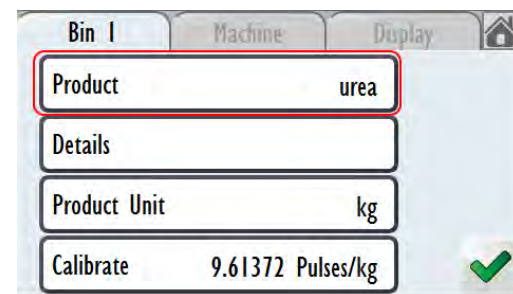 Bin 1 Machine Display
Product urea
Details
Product Unit kg
Calibrate 9.61372 Pulses/kg